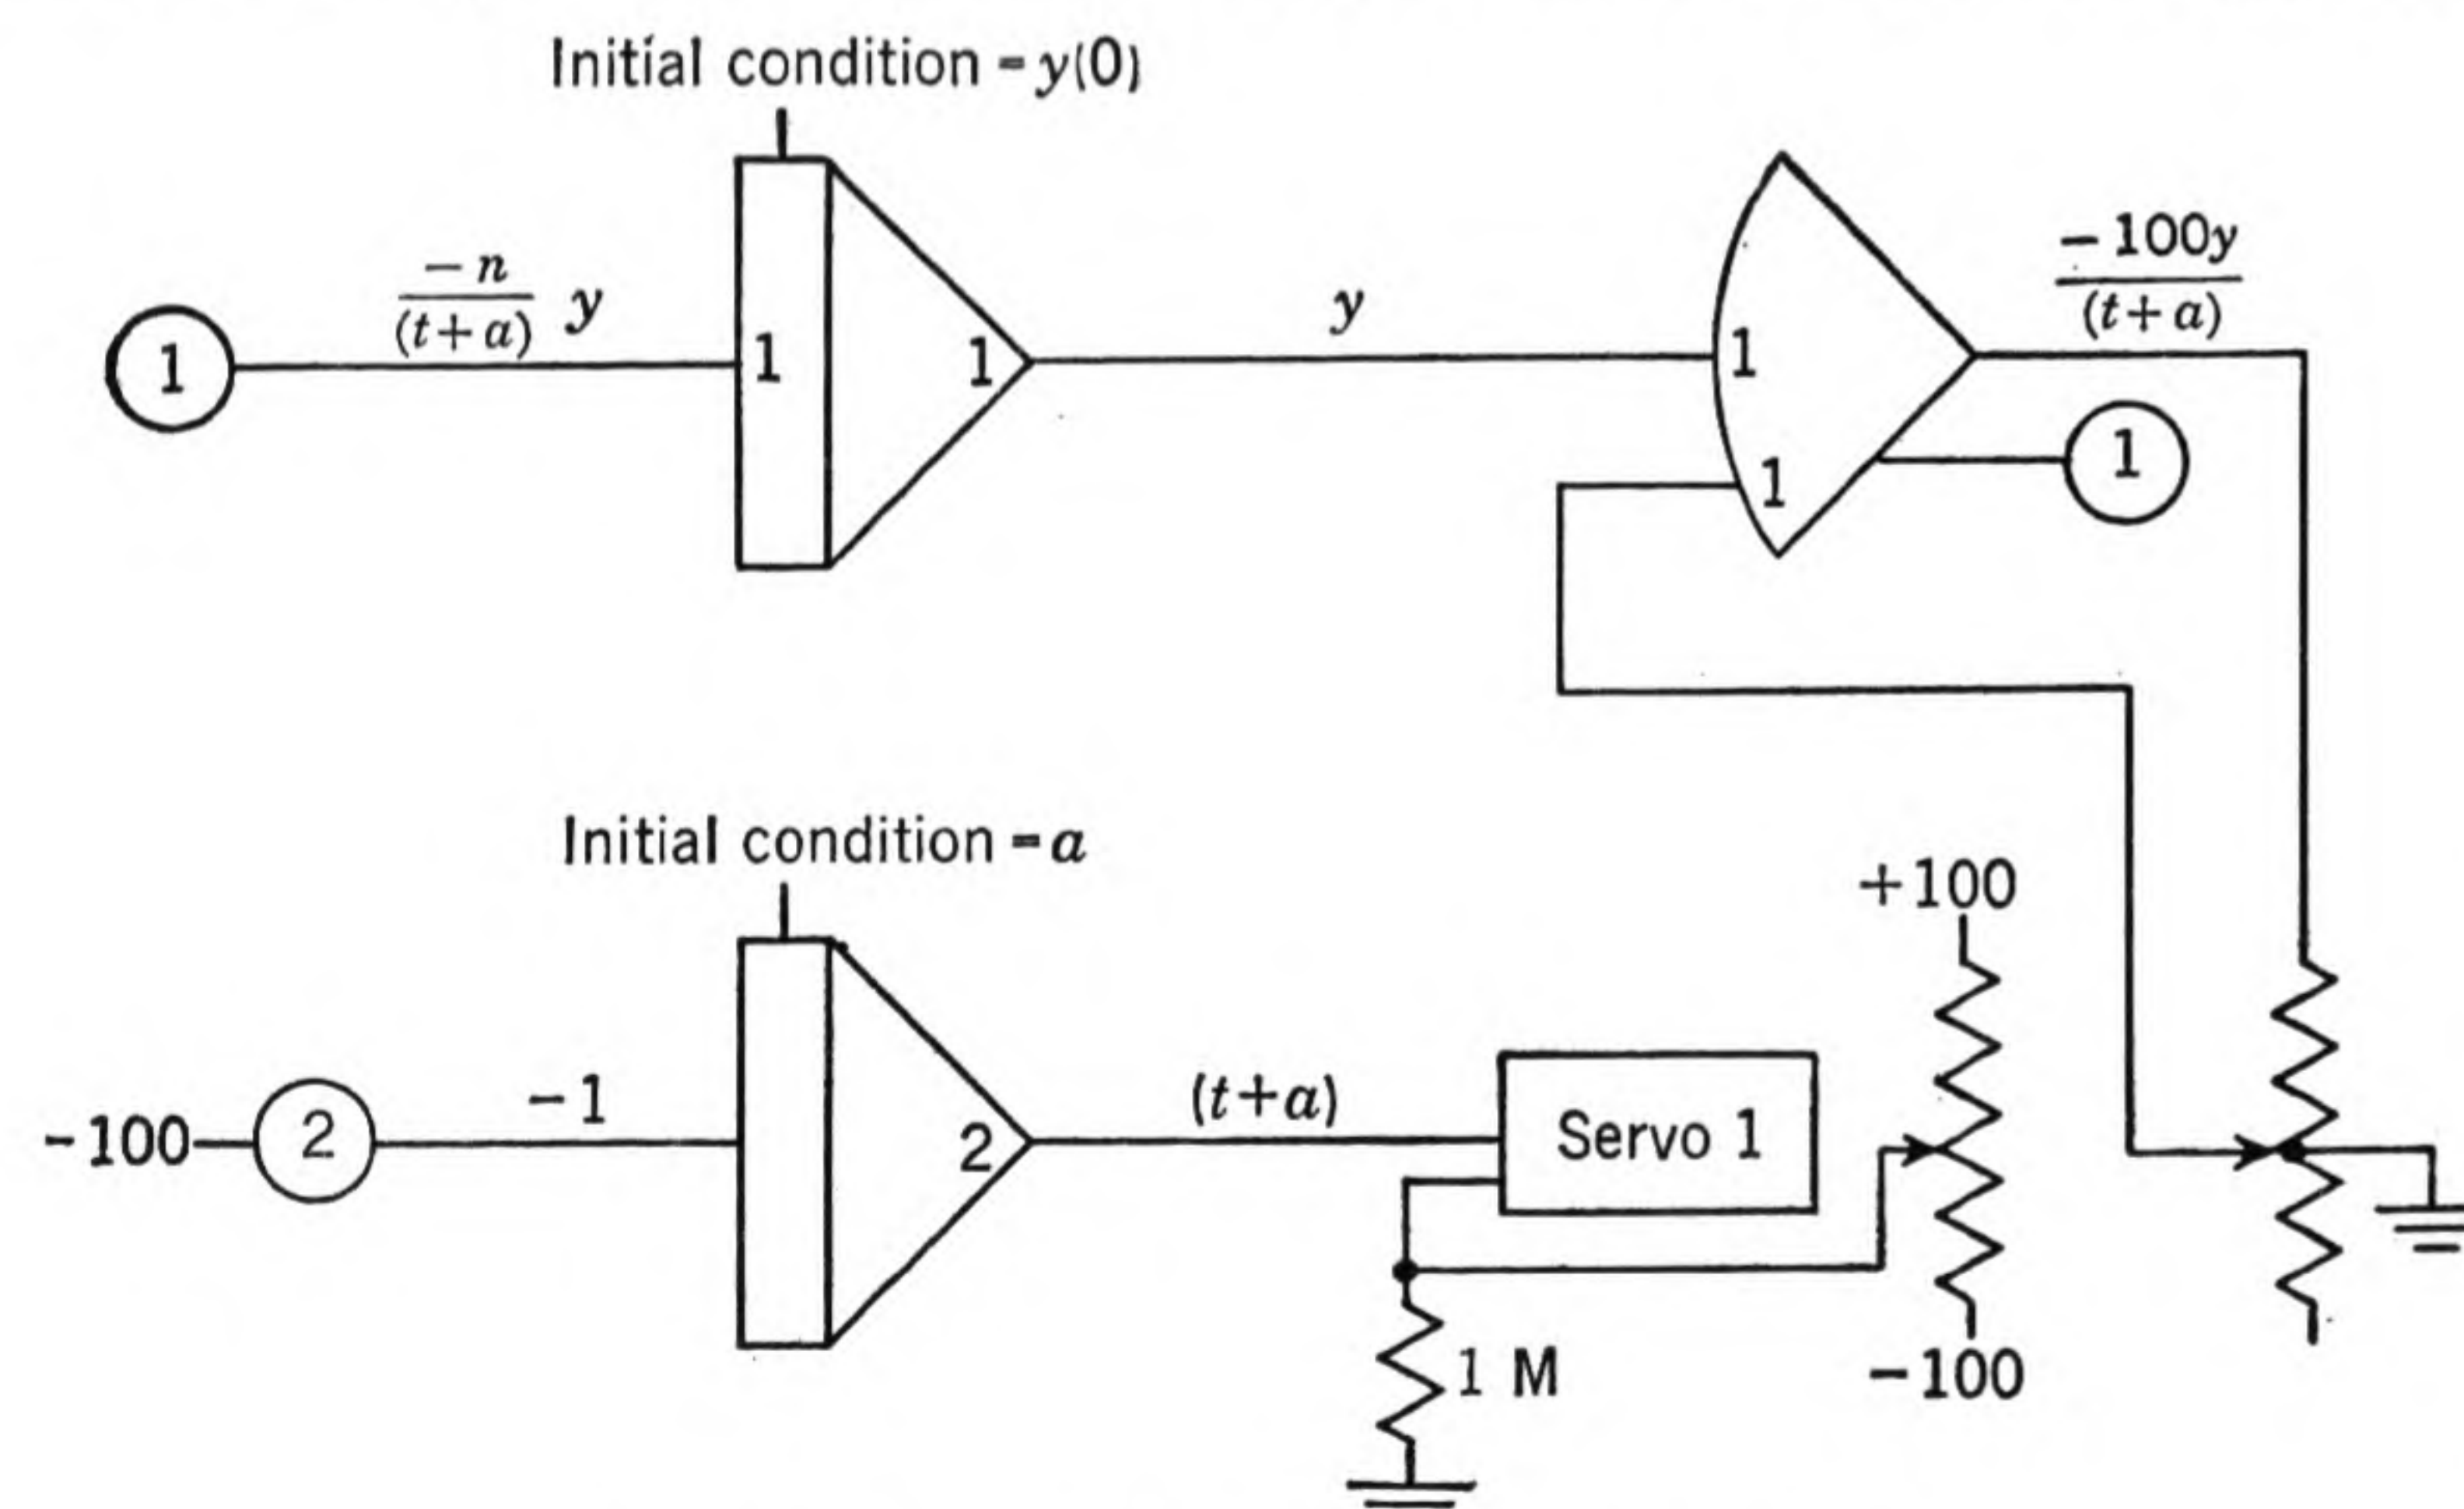 Initial condition - y(0)
-n/(t+a) y
1
1
1
y
1
1
-100y/(t+a)
1
Initial condition - a
-100
2
-1
2
(t+a)
Servo 1
1 M
+100
-100